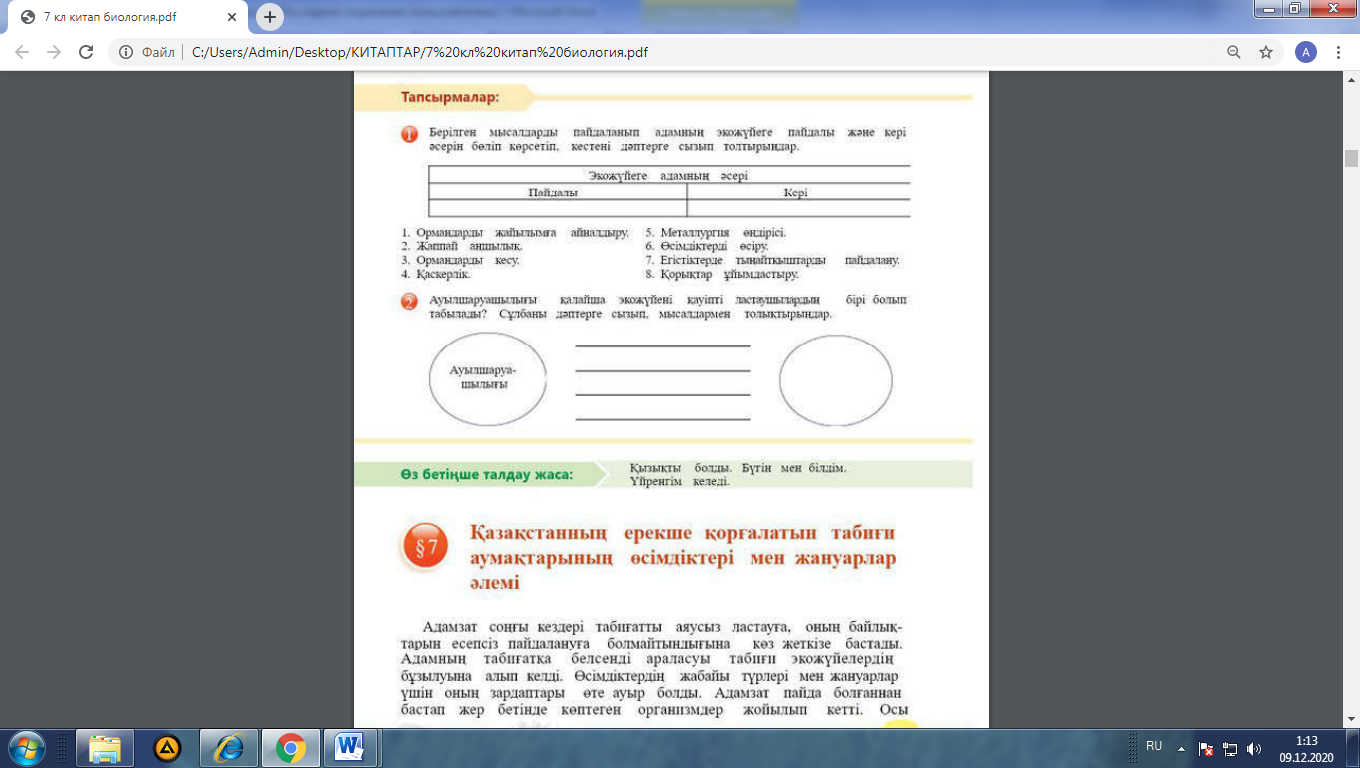 7 кл китап биология.pdf
Файл | C:/Users/Admin/Desktop/КИТАПТАР/7%20кл%20китап%20биология.pdf
A
Тапсырмалар:
1 Берілген мысалдарды пайдаланып адамның экожүйеге пайдалы және кері
әсерін бөліп көрсетіп, кестені дәптерге сызып толтырыңдар.
Экожүйеге адамның әсері
Пайдалы Кері
1. Ормандарды жайылымға айналдыру. 5. Металлургия өндірісі.
2. Жаппай аңшылық. 6. Өсімдіктерді өсіру.
3. Ормандарды кесу. 7. Егістіктерде тыңайтқыштарды пайдалану.
4. Қаскерлік. 8. Қорықтар ұйымдастыру.
2 Ауылшаруашылығы қалайша экожүйені қауіпті ластаушылардың бірі болып
табылады? Сұлбаны дәптерге сызып, мысалдармен толықтырыңдар.
Ауылшаруа-
шылығы
Өз бетіңше талдау жаса:
Қызықты болды. Бүгін мен білдім.
Үйренгім келеді.
§7
Қазақстанның ерекше қорғалатын табиғи
аумақтарының өсімдіктері мен жануарлар
әлемі
Адамзат соңғы кездері табиғатты аяусыз ластауға, оның байлық-
тарын есепсіз пайдалануға болмайтындығына көз жеткізе бастады.
Адамның табиғатқа белсенді араласуы табиғи экожүйелердің
бұзылуына алып келді. Өсімдіктердің жабайы түрлері мен жануарлар
үшін оның зардаптары өте ауыр болды. Адамзат пайда болғаннан
бастап жер бетінде көптеген организмдер жойылып кетті. Осы
RU
1:13
09.12.2020